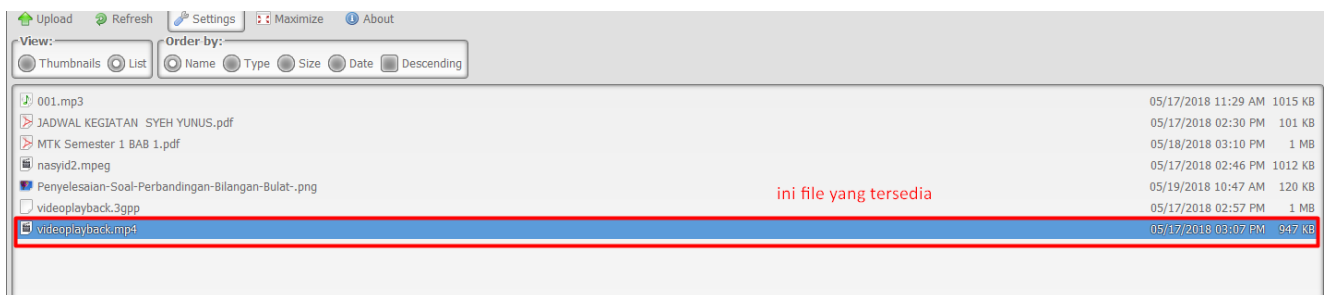 Upload Refresh Settings Maximize About
View: Order by:
Thumbnails List Name Type Size Date Descending
001.mp3 05/17/2018 11:29 AM 1015 KB
JADWAL KEGIATAN  SYEH YUNUS.pdf 05/17/2018 02:30 PM 101 KB
MTK Semester 1 BAB 1.pdf 05/18/2018 03:10 PM 1 MB
nasyid2.mpeg 05/17/2018 02:46 PM 1012 KB
Penyelesaian-Soal-Perbandingan-Bilangan-Bulat-.png 05/19/2018 10:47 AM 120 KB
ini file yang tersedia
videoplayback.3gpp 05/17/2018 02:57 PM 1 MB
videoplayback.mp4 05/17/2018 03:07 PM 947 KB